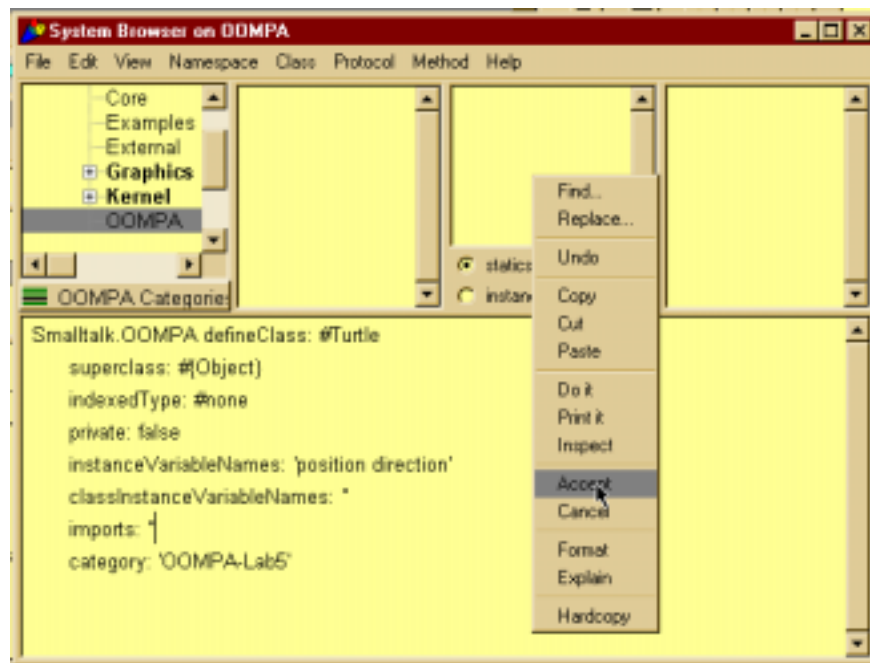 System Browser on OOMPA
File Edit View Namespace Class Protocol Method Help
Core
Examples
External
Graphics
Kernel
OOMPA
OOMPA Categories
statics
instan
Find...
Replace...
Undo
Copy
Cut
Paste
Do it
Print it
Inspect
Accept
Cancel
Format
Explain
Hardcopy
Smalltalk.OOMPA defineClass: #Turtle
superclass: #{Object}
indexedType: #none
private: false
instanceVariableNames: 'position direction'
classInstanceVariableNames: ''
imports: ''
category: 'OOMPA-Lab5'